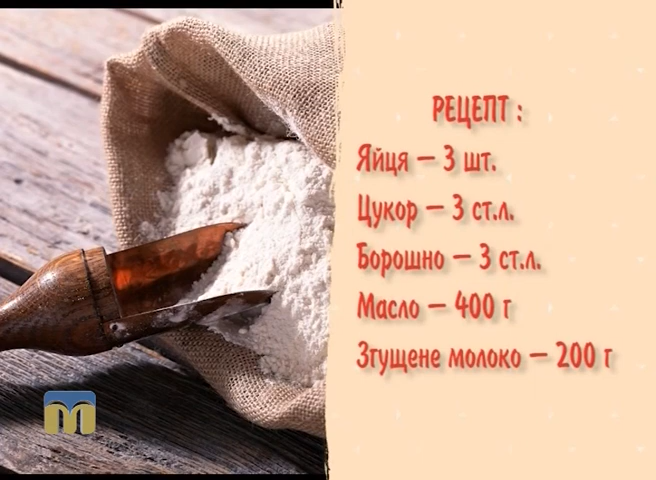 РЕЦЕПТ :
Яйця – 3 шт.
Цукор – 3 ст.л.
Борошно – 3 ст.л.
Масло – 400 г
Згущене молоко – 200 г